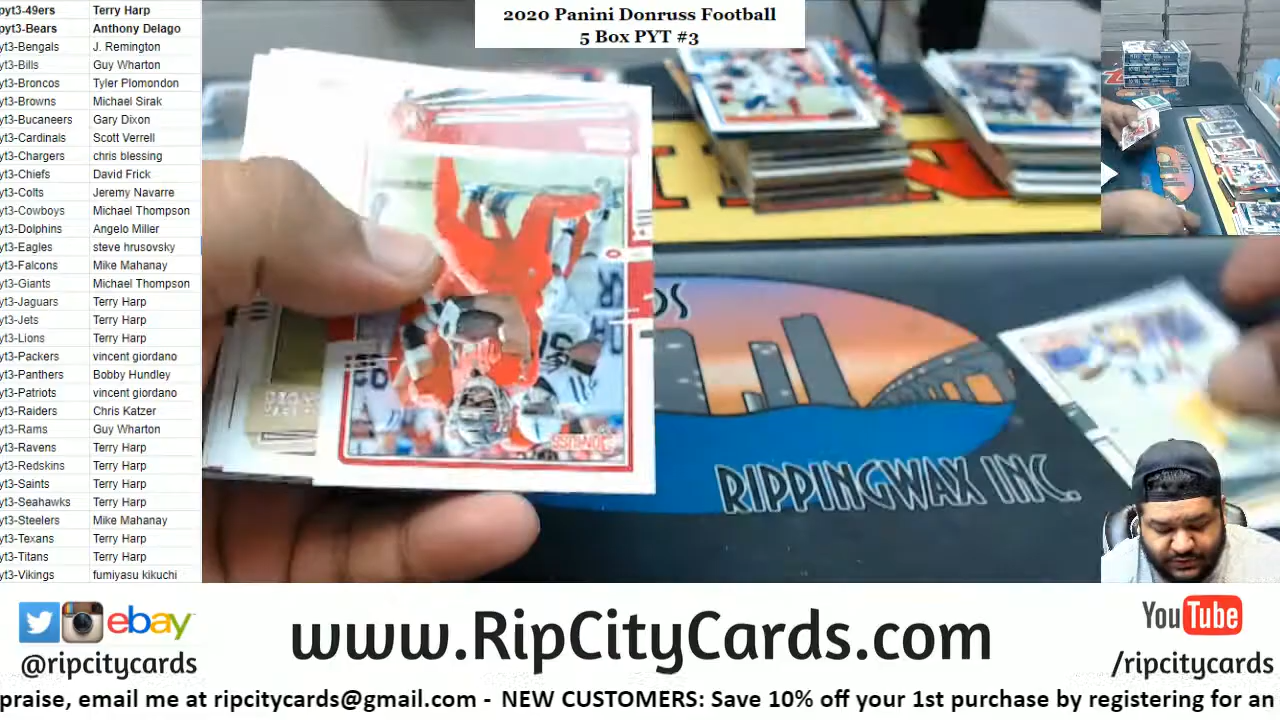 2020 Panini Donruss Football
5 Box PYT #3
pyt3-49ers Terry Harp
pyt3-Bears Anthony Delago
yt3-Bengals J. Remington
yt3-Bills Guy Wharton
yt3-Broncos Tyler Plomondon
yt3-Browns Michael Sirak
yt3-Bucaneers Gary Dixon
yt3-Cardinals Scott Verrell
yt3-Chargers chris blessing
yt3-Chiefs David Frick
yt3-Colts Jeremy Navarre
yt3-Cowboys Michael Thompson
yt3-Dolphins Angelo Miller
yt3-Eagles steve hrusovsky
yt3-Falcons Mike Mahanay
yt3-Giants Michael Thompson
yt3-Jaguars Terry Harp
yt3-Jets Terry Harp
yt3-Lions Terry Harp
yt3-Packers vincent giordano
yt3-Panthers Bobby Hundley
yt3-Patriots vincent giordano
yt3-Raiders Chris Katzer
yt3-Rams Guy Wharton
yt3-Ravens Terry Harp
yt3-Redskins Terry Harp
yt3-Saints Terry Harp
yt3-Seahawks Terry Harp
yt3-Steelers Mike Mahanay
yt3-Texans Terry Harp
yt3-Titans Terry Harp
yt3-Vikings fumiyasu kikuchi
DONRUSS
DS
RIPPINGWAX INC.
ebay
@ripcitycards
www.RipCityCards.com
YouTube
/ripcitycards
praise, email me at ripcitycards@gmail.com - NEW CUSTOMERS: Save 10% off your 1st purchase by registering for an